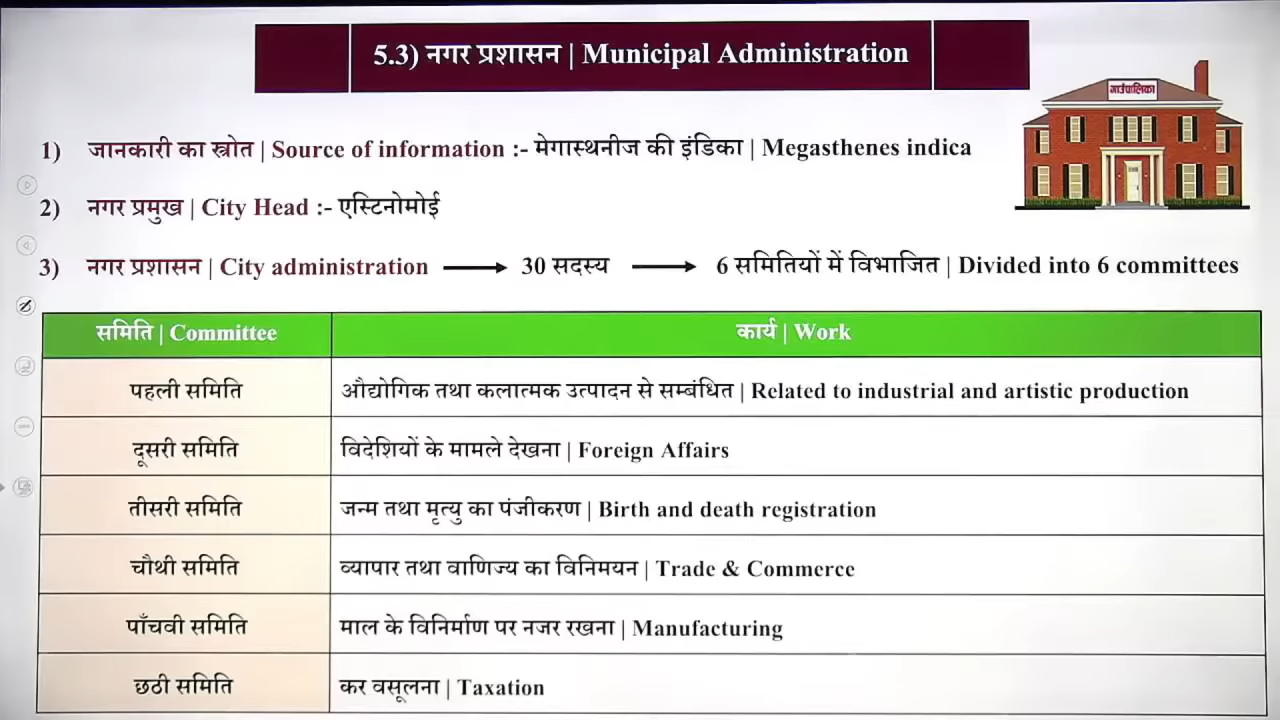 5.3) नगर प्रशासन | Municipal Administration
गाउँपालिका
1) जानकारी का स्त्रोत | Source of information :- मेगास्थनीज की इंडिका | Megasthenes indica
2) नगर प्रमुख | City Head :- एस्टिनोमोई
3) नगर प्रशासन | City administration → 30 सदस्य → 6 समितियों में विभाजित | Divided into 6 committees
समिति | Committee कार्य | Work
पहली समिति औद्योगिक तथा कलात्मक उत्पादन से सम्बंधित | Related to industrial and artistic production
दूसरी समिति विदेशियों के मामले देखना | Foreign Affairs
तीसरी समिति जन्म तथा मृत्यु का पंजीकरण | Birth and death registration
चौथी समिति व्यापार तथा वाणिज्य का विनिमयन | Trade & Commerce
पाँचवी समिति माल के विनिर्माण पर नजर रखना | Manufacturing
छठी समिति कर वसूलना | Taxation